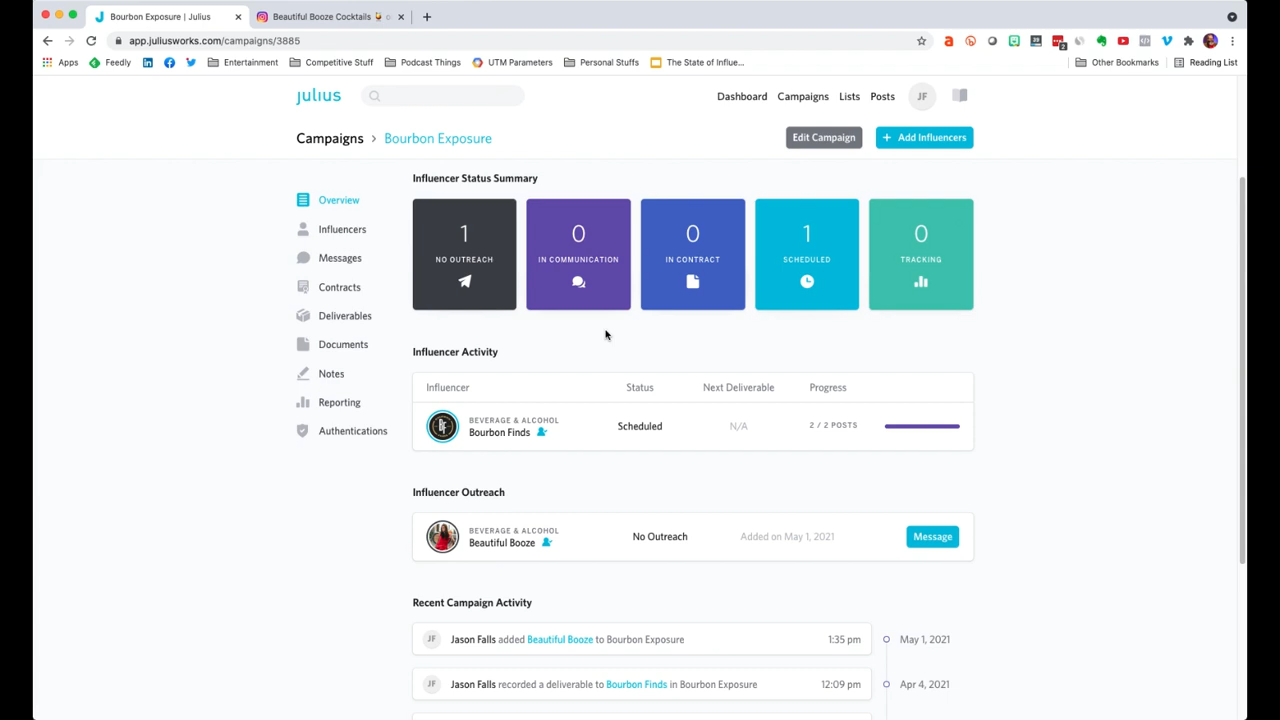 Bourbon Exposure | Julius
Beautiful Booze Cocktails
app.juliusworks.com/campaigns/3885
Apps
Feedly
Entertainment
Competitive Stuff
Podcast Things
UTM Parameters
Personal Stuffs
The State of Influe...
Other Bookmarks
Reading List
julius
Dashboard
Campaigns
Lists
Posts
JF
Campaigns > Bourbon Exposure
Edit Campaign
+ Add Influencers
Overview
Influencers
Messages
Contracts
Deliverables
Documents
Notes
Reporting
Authentications
Influencer Status Summary
1
NO OUTREACH
0
IN COMMUNICATION
0
IN CONTRACT
1
SCHEDULED
0
TRACKING
Influencer Activity
Influencer Status Next Deliverable Progress
BEVERAGE & ALCOHOL
Bourbon Finds
Scheduled
N/A
2 / 2 POSTS
Influencer Outreach
BEVERAGE & ALCOHOL
Beautiful Booze
No Outreach
Added on May 1, 2021
Message
Recent Campaign Activity
JF Jason Falls added Beautiful Booze to Bourbon Exposure 1:35 pm May 1, 2021
JF Jason Falls recorded a deliverable to Bourbon Finds in Bourbon Exposure 12:09 pm Apr 4, 2021